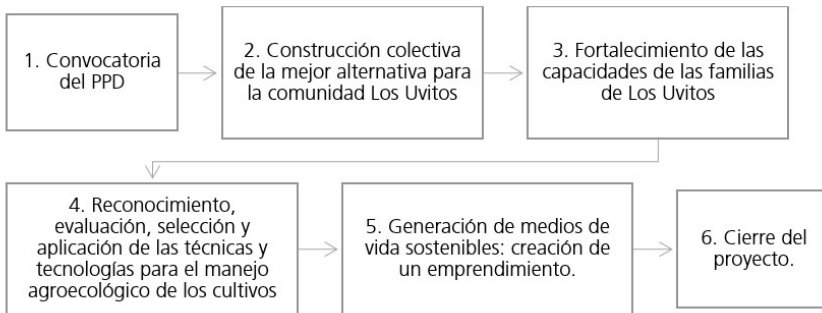 1. Convocatoria
del PPD
2. Construcción colectiva
de la mejor alternativa para
la comunidad Los Uvitos
3. Fortalecimiento de las
capacidades de las familias
de Los Uvitos
4. Reconocimiento,
evaluación, selección y
aplicación de las técnicas y
tecnologías para el manejo
agroecológico de los cultivos
5. Generación de medios de
vida sostenibles: creación de
un emprendimiento.
6. Cierre del
proyecto.